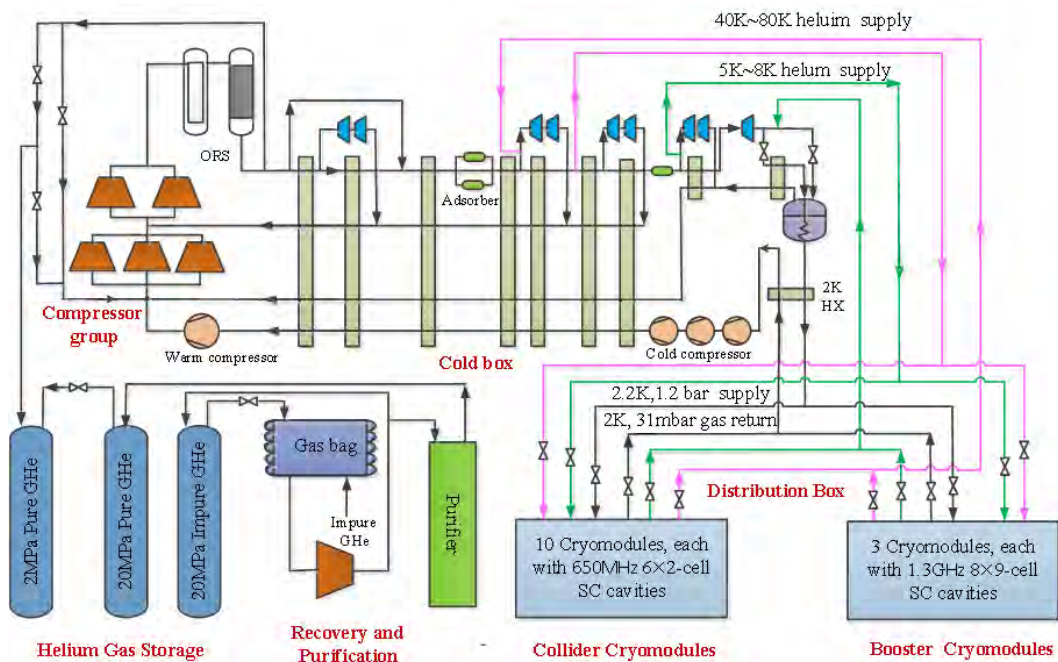 40K~80K heluim supply
5K~8K helum supply
ORS
Adsorber
Compressor
group
Warm compressor
Cold box
Cold compressor
2K
HX
2.2K,1.2 bar supply
2K, 31mbar gas return
Distribution Box
2MPa Pure GHe
20MPa Pure GHe
20MPa Impure GHe
Gas bag
Impure
GHe
Purifier
10 Cryomodules, each
with 650MHz 6×2-cell
SC cavities
3 Cryomodules, each
with 1.3GHz 8×9-cell
SC cavities
Helium Gas Storage
Recovery and
Purification
Collider Cryomodules
Booster Cryomodules